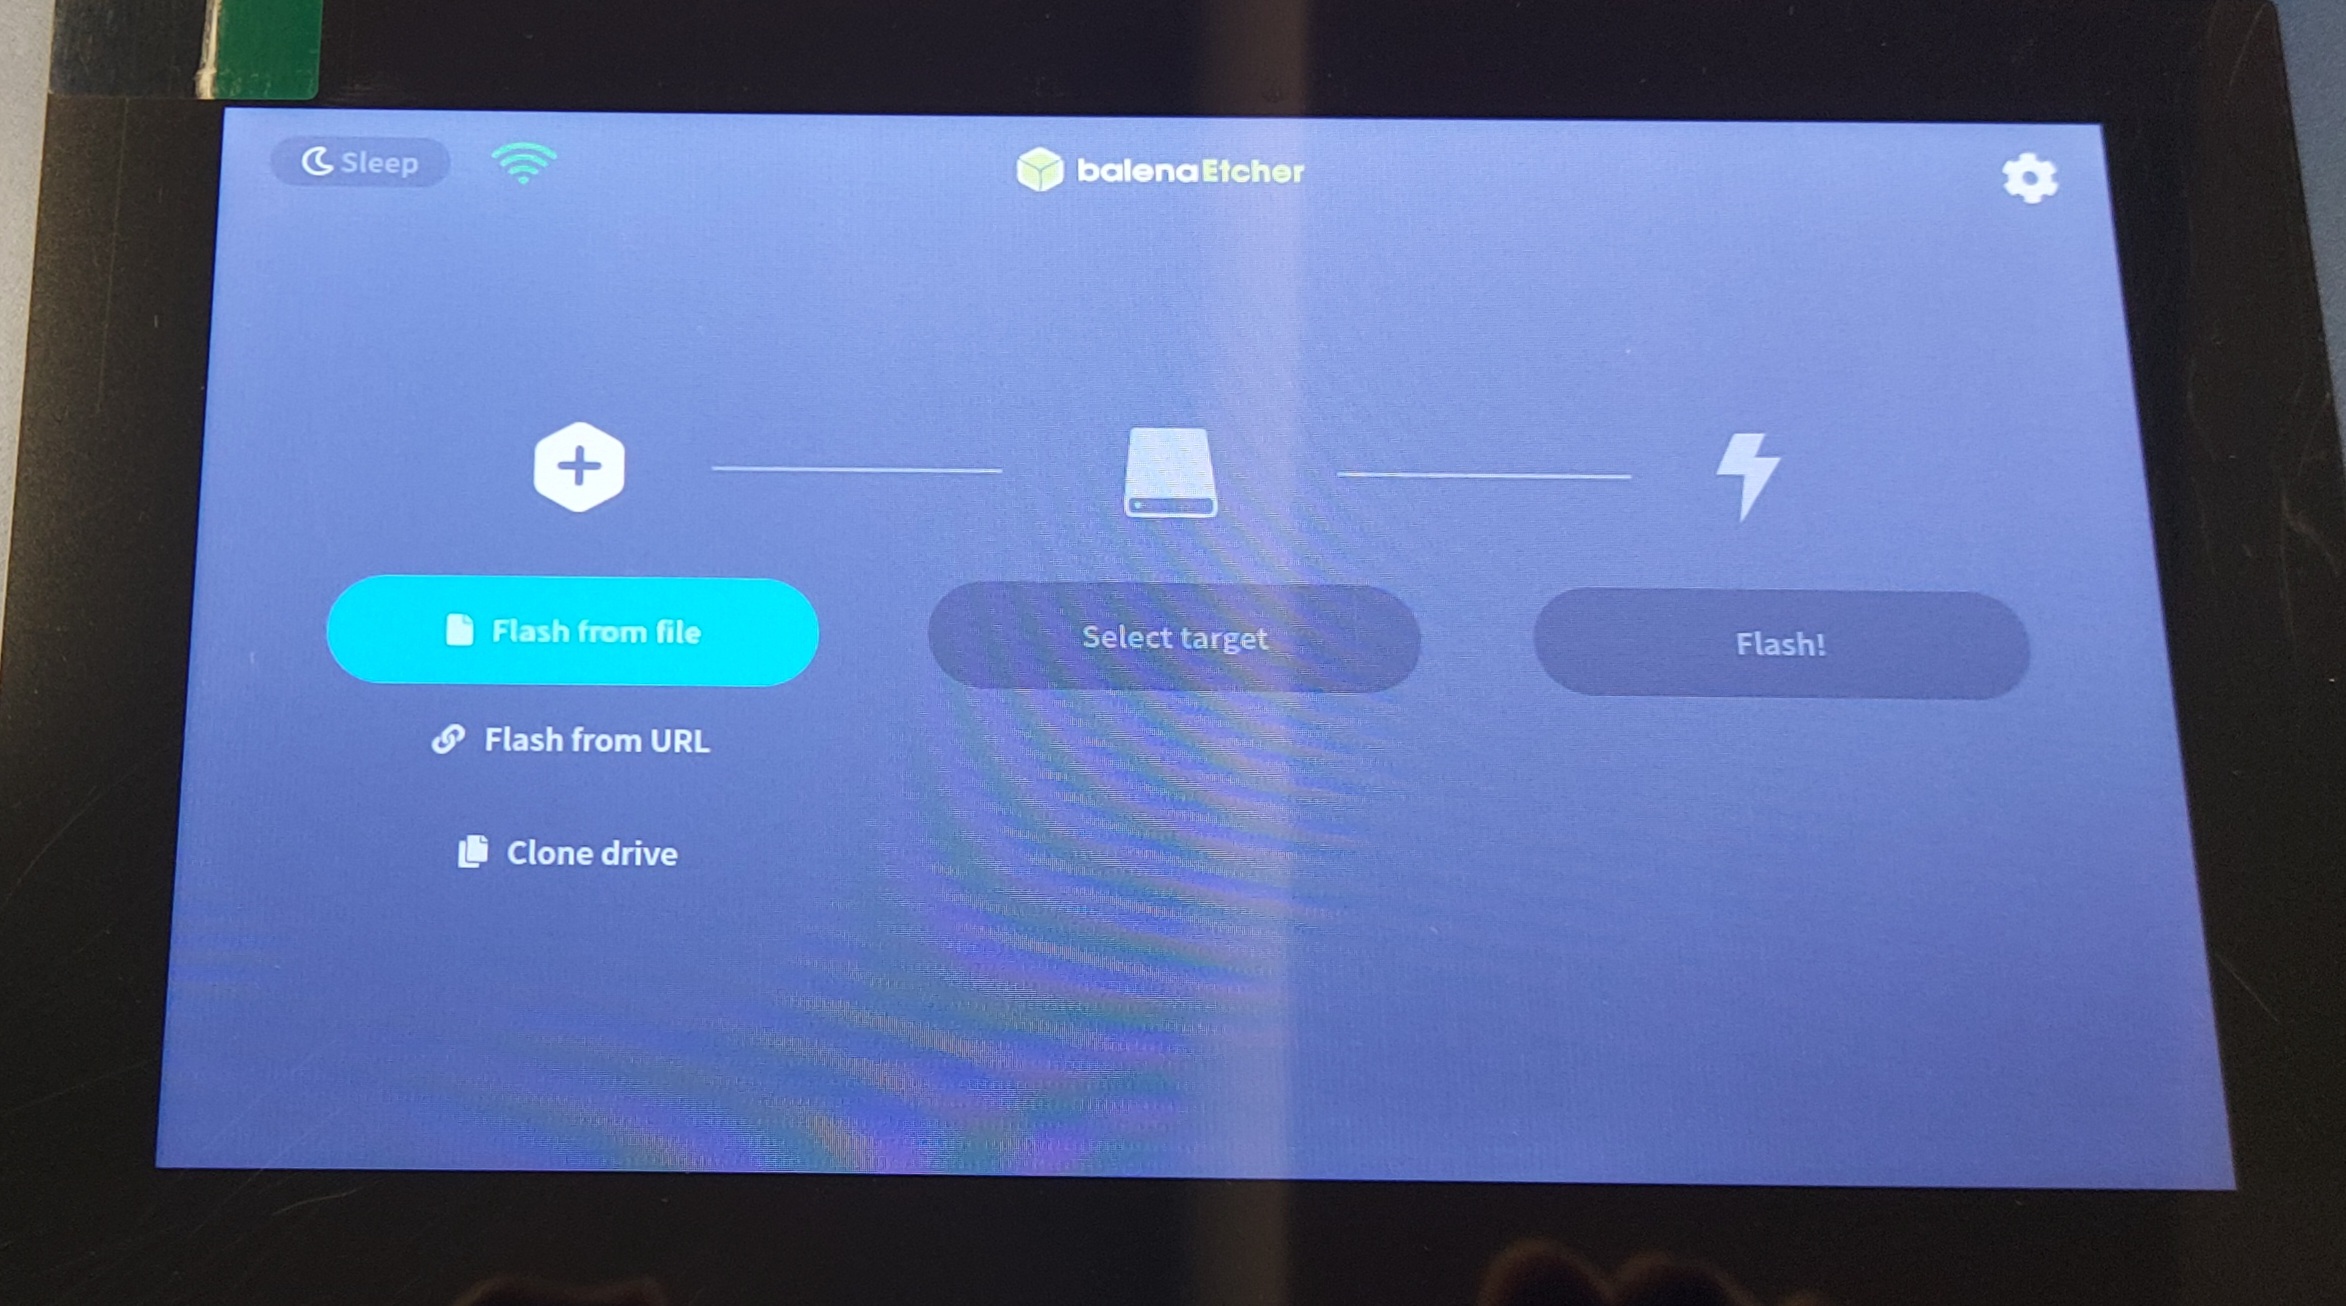 Sleep
balenaEtcher
Flash from file
Select target
Flash!
Flash from URL
Clone drive